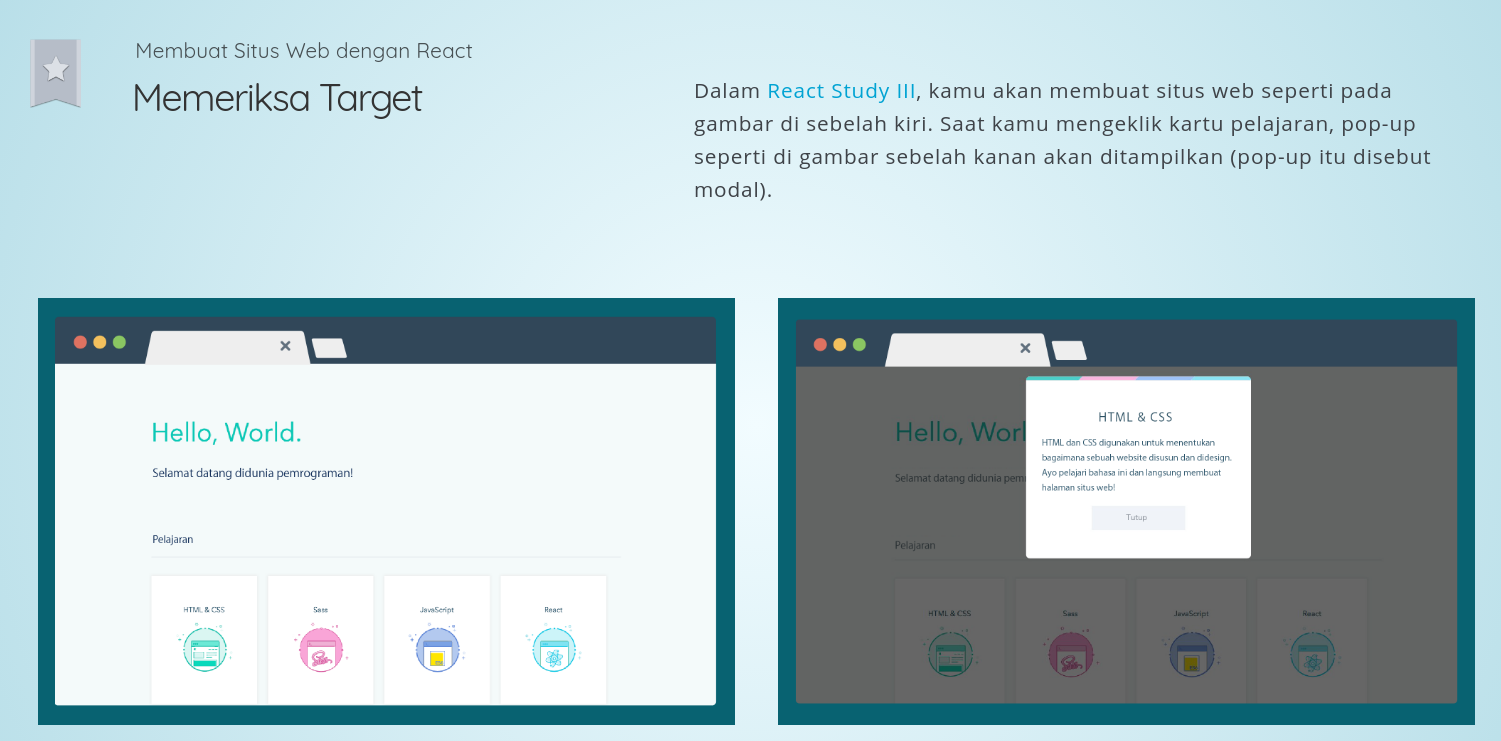 Membuat Situs Web dengan React
Memeriksa Target
Dalam React Study III, kamu akan membuat situs web seperti pada
gambar di sebelah kiri. Saat kamu mengeklik kartu pelajaran, pop-up
seperti di gambar sebelah kanan akan ditampilkan (pop-up itu disebut
modal).
Hello, World.
Selamat datang didunia pemrograman!
Pelajaran
HTML & CSS
Sass
JavaScript
React
HTML & CSS
HTML dan CSS digunakan untuk menentukan
bagaimana sebuah website disusun dan didesign.
Ayo pelajari bahasa ini dan langsung membuat
halaman situs web!
Tutup
Hello, Worl
Selamat datang didunia pem
Pelajaran
HTML & CSS
Sass
JavaScript
React